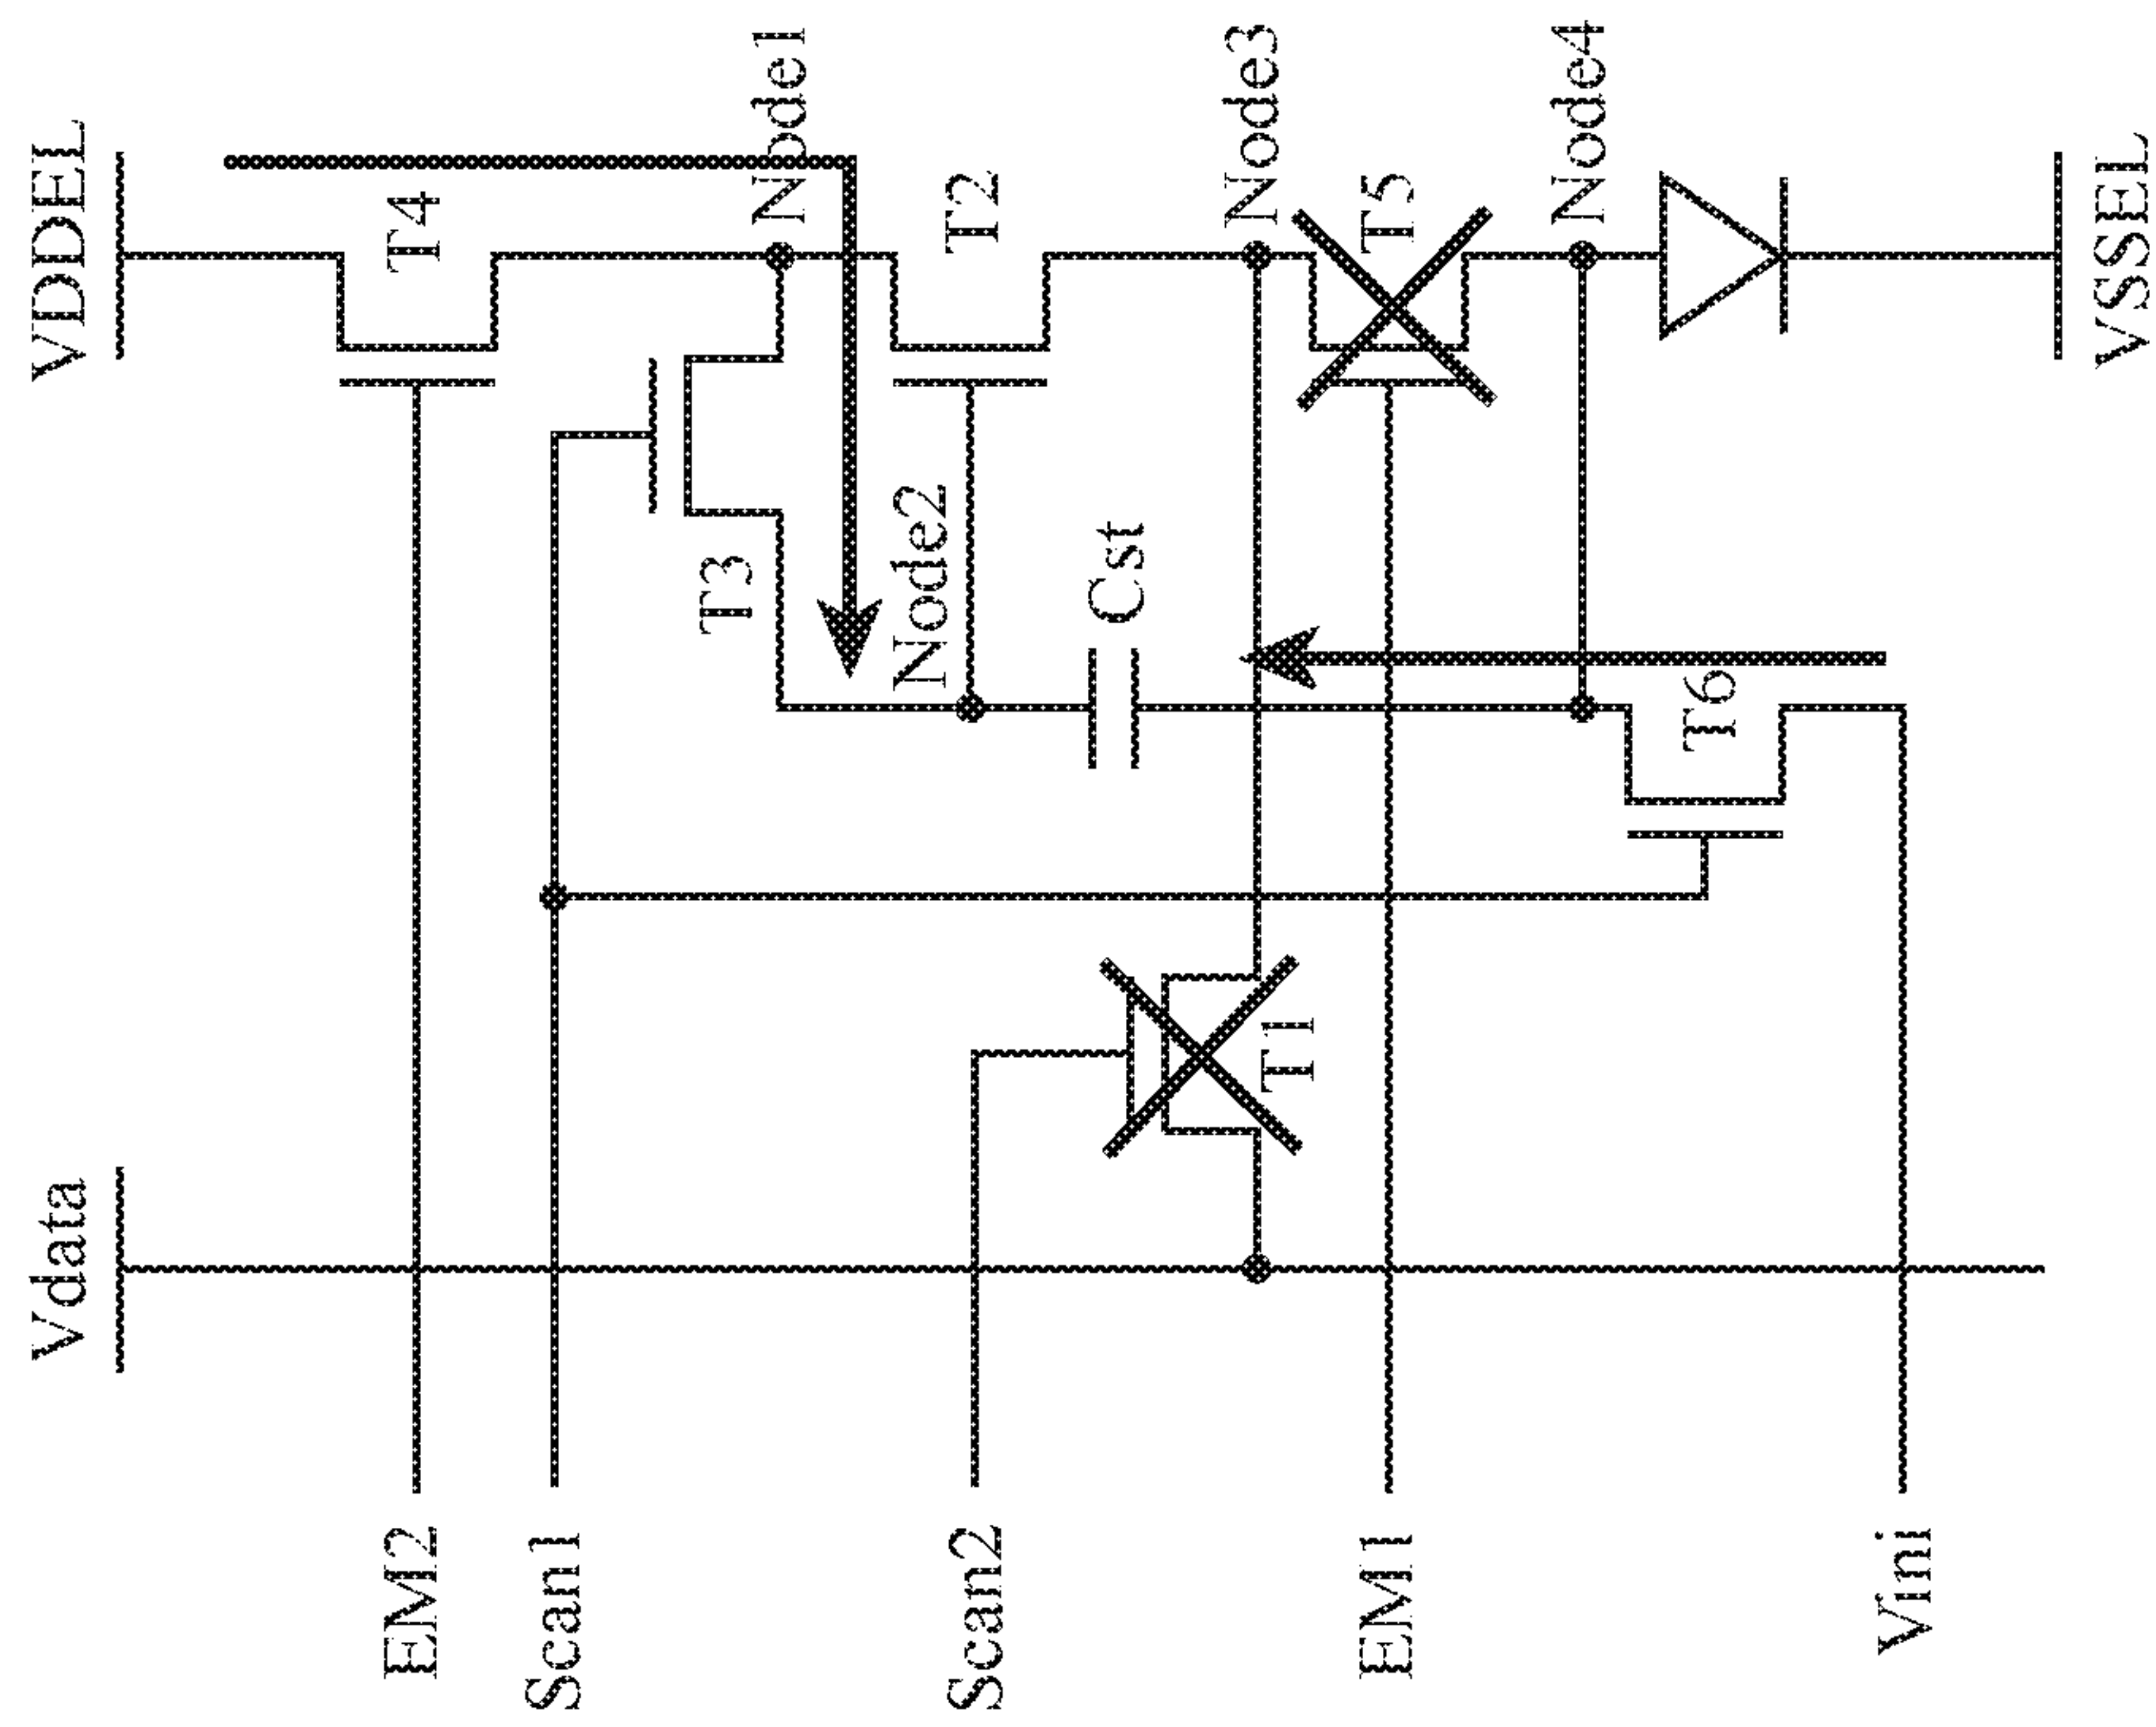 VDDEL
Vdata
T4
EM2
Node1
Scan1
T3
T2
Node2
Scan2
Cst
Node3
T1
T5
EM1
Node4
T6
Vini
VSSEL